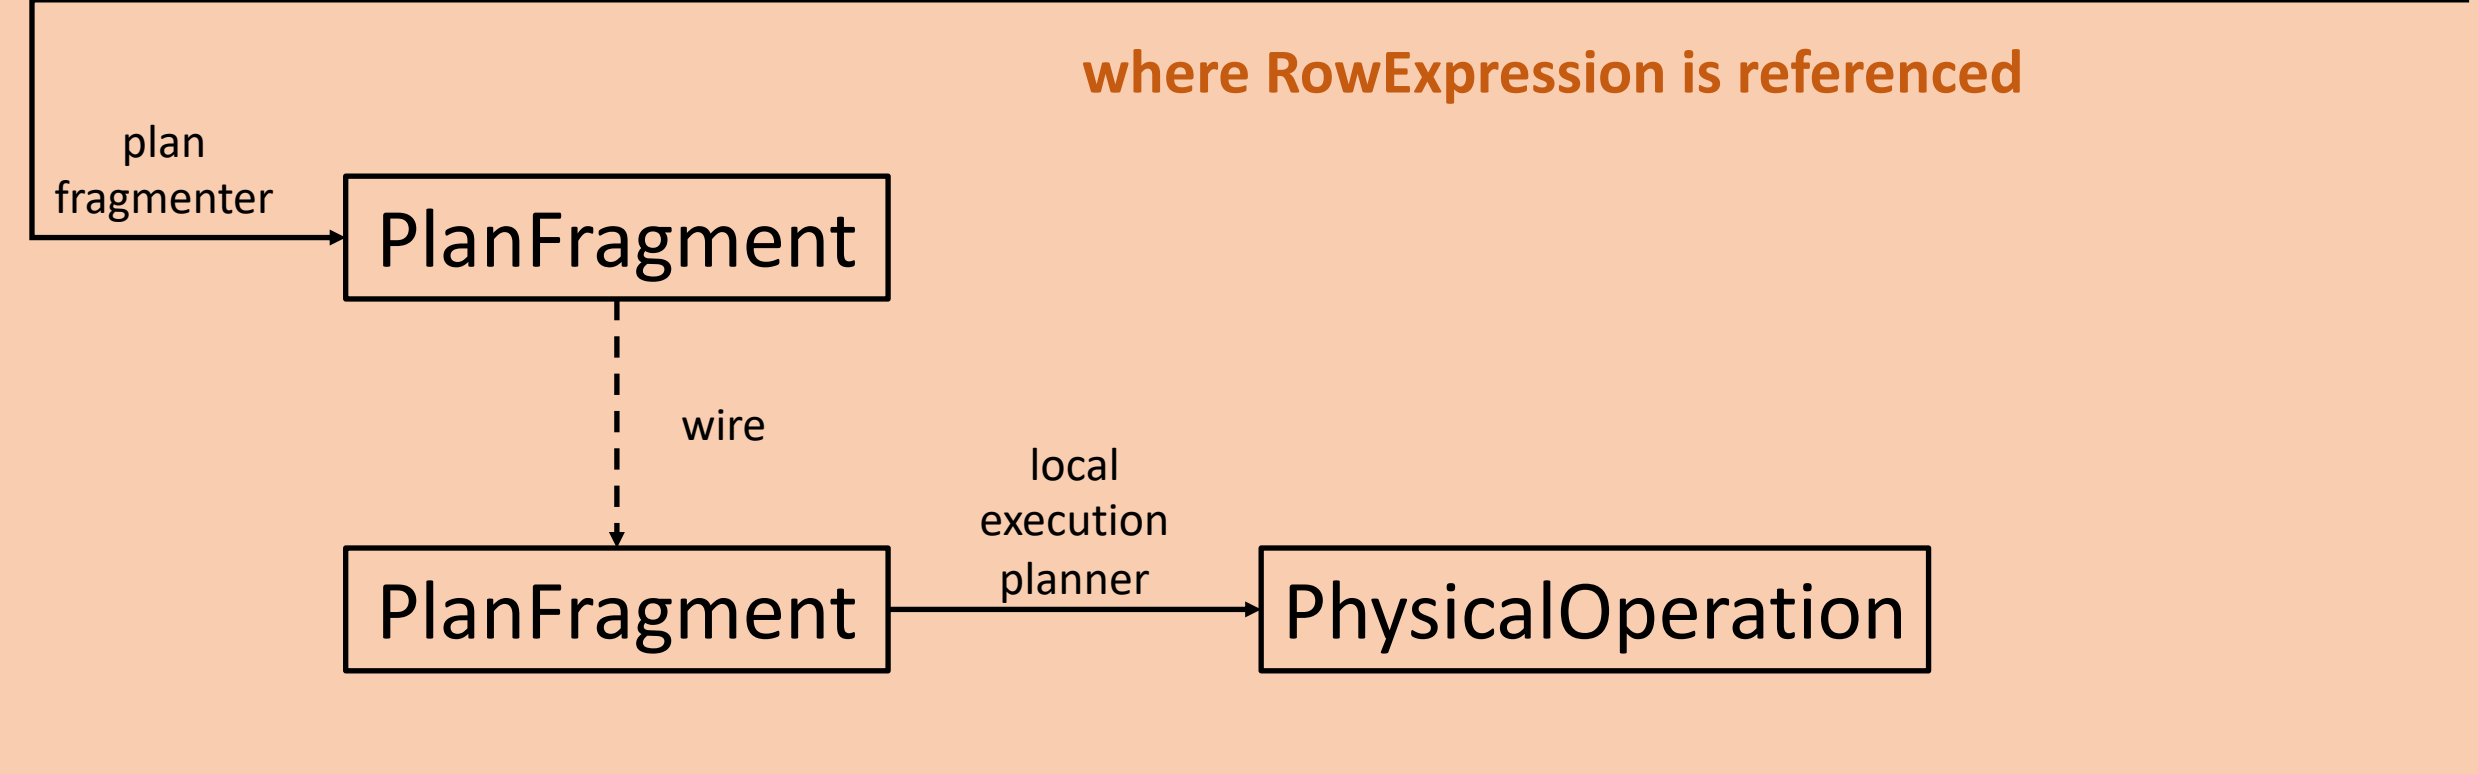 where RowExpression is referenced
plan
fragmenter
PlanFragment
wire
local
execution
planner
PlanFragment
PhysicalOperation